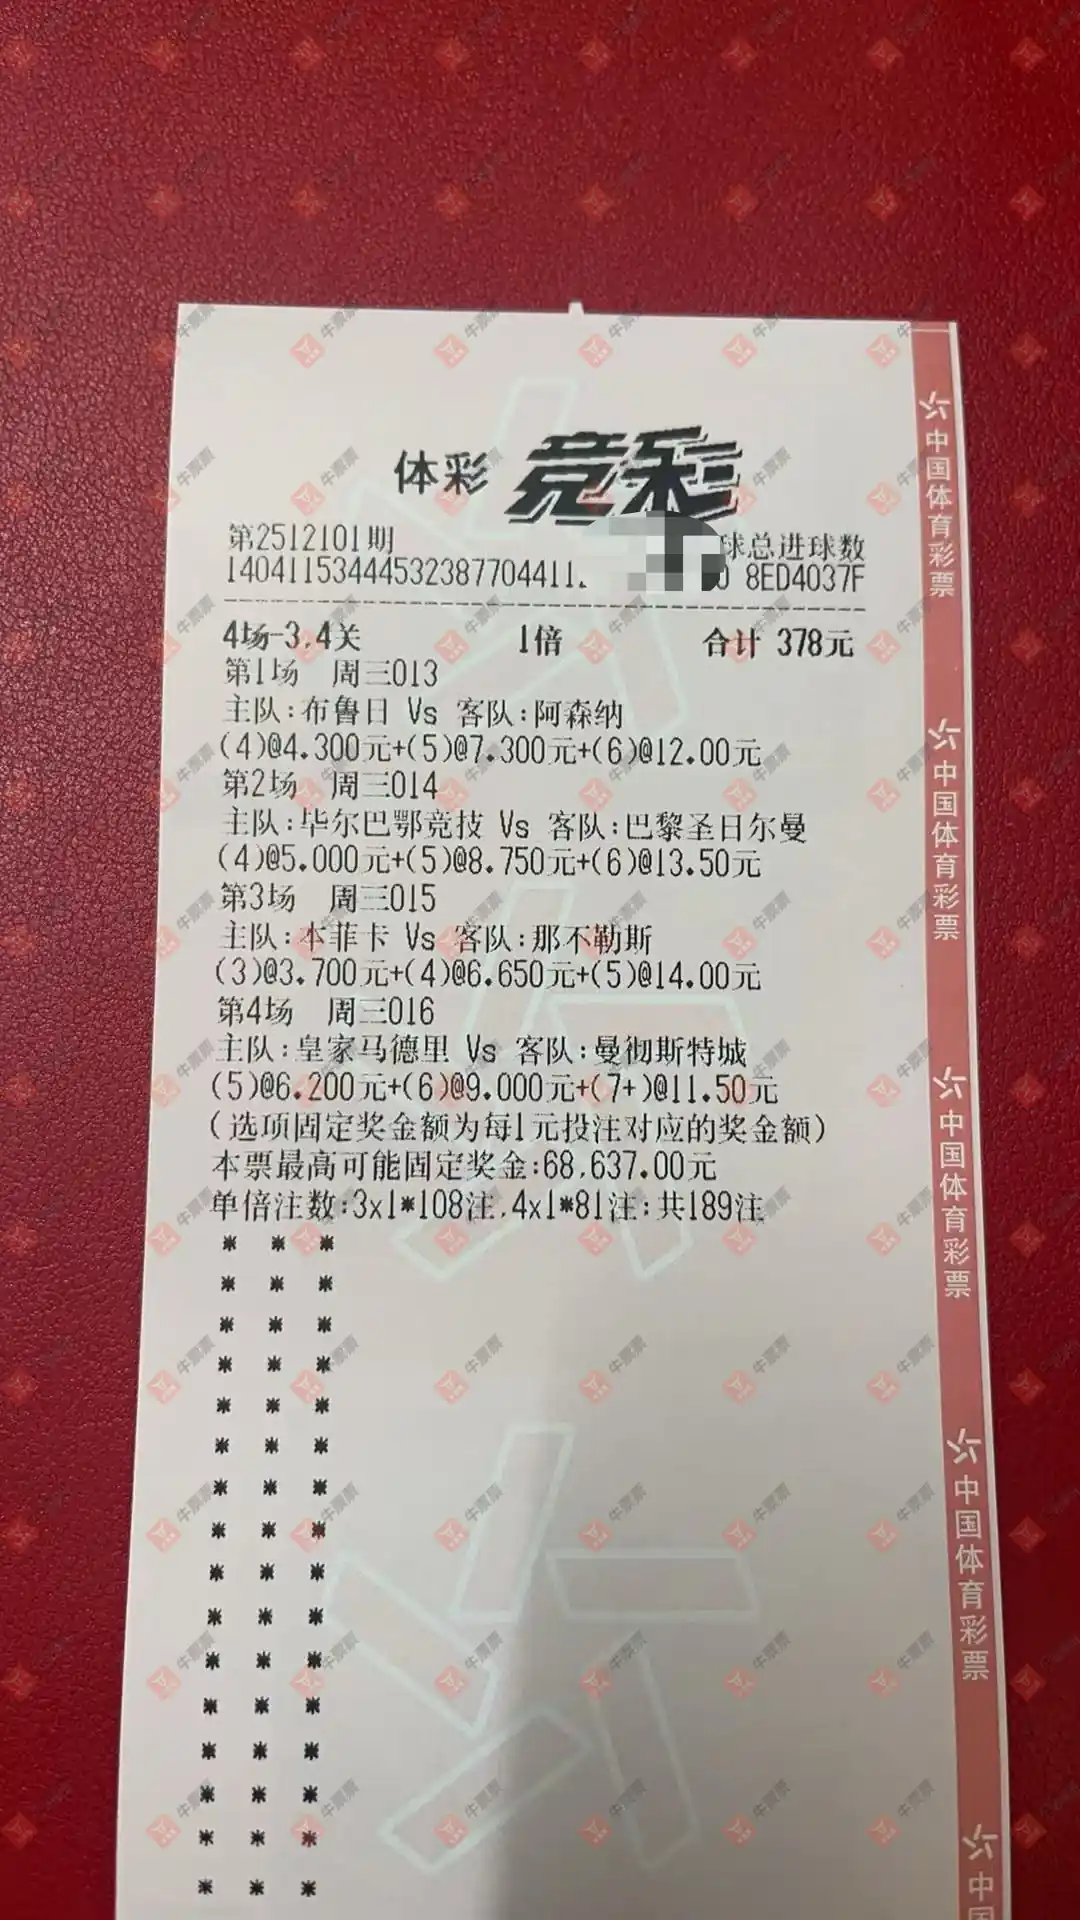 体彩 竞彩
第2512101期 球总进球数
14041153444532387704411. 0 8ED4037F
4场-3,4关 1倍 合计 378元
第1场 周三013
主队:布鲁日 Vs 客队:阿森纳
(4)@4.300元+(5)@7.300元+(6)@12.00元
第2场 周三014
主队:毕尔巴鄂竞技 Vs 客队:巴黎圣日尔曼
(4)@5.000元+(5)@8.750元+(6)@13.50元
第3场 周三015
主队:本菲卡 Vs 客队:那不勒斯
(3)@3.700元+(4)@6.650元+(5)@14.00元
第4场 周三016
主队:皇家马德里 Vs 客队:曼彻斯特城
(5)@6.200元+(6)@9.000元+(7+)@11.50元
(选项固定奖金额为每1元投注对应的奖金额)
本票最高可能固定奖金:68,637.00元
单倍注数:3x1*108注,4x1*81注:共189注
中国体育彩票
中国体育彩票
中国体育彩票
中国体育彩票
牛票票